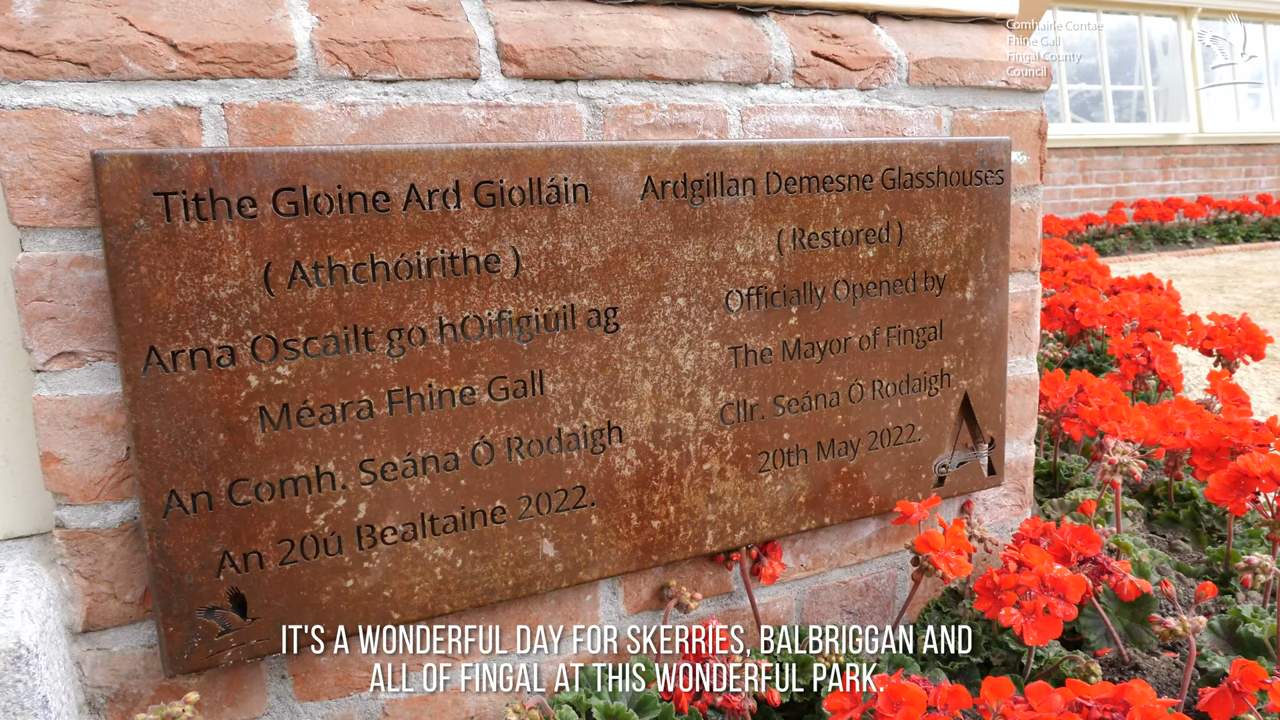 Comhairle Contae
Fhine Gall
Fingal County
Council
Tithe Gloine Ard Giolláin
( Athchóirithe )
Arna Oscailt go hOifigiúil ag
Méara Fhine Gall
An Comh. Seána Ó Rodaigh
An 20ú Bealtaine 2022.
Ardgillan Demesne Glasshouses
( Restored )
Officially Opened by
The Mayor of Fingal
Cllr. Seána Ó Rodaigh
20th May 2022.
A
IT'S A WONDERFUL DAY FOR SKERRIES, BALBRIGGAN AND
ALL OF FINGAL AT THIS WONDERFUL PARK.